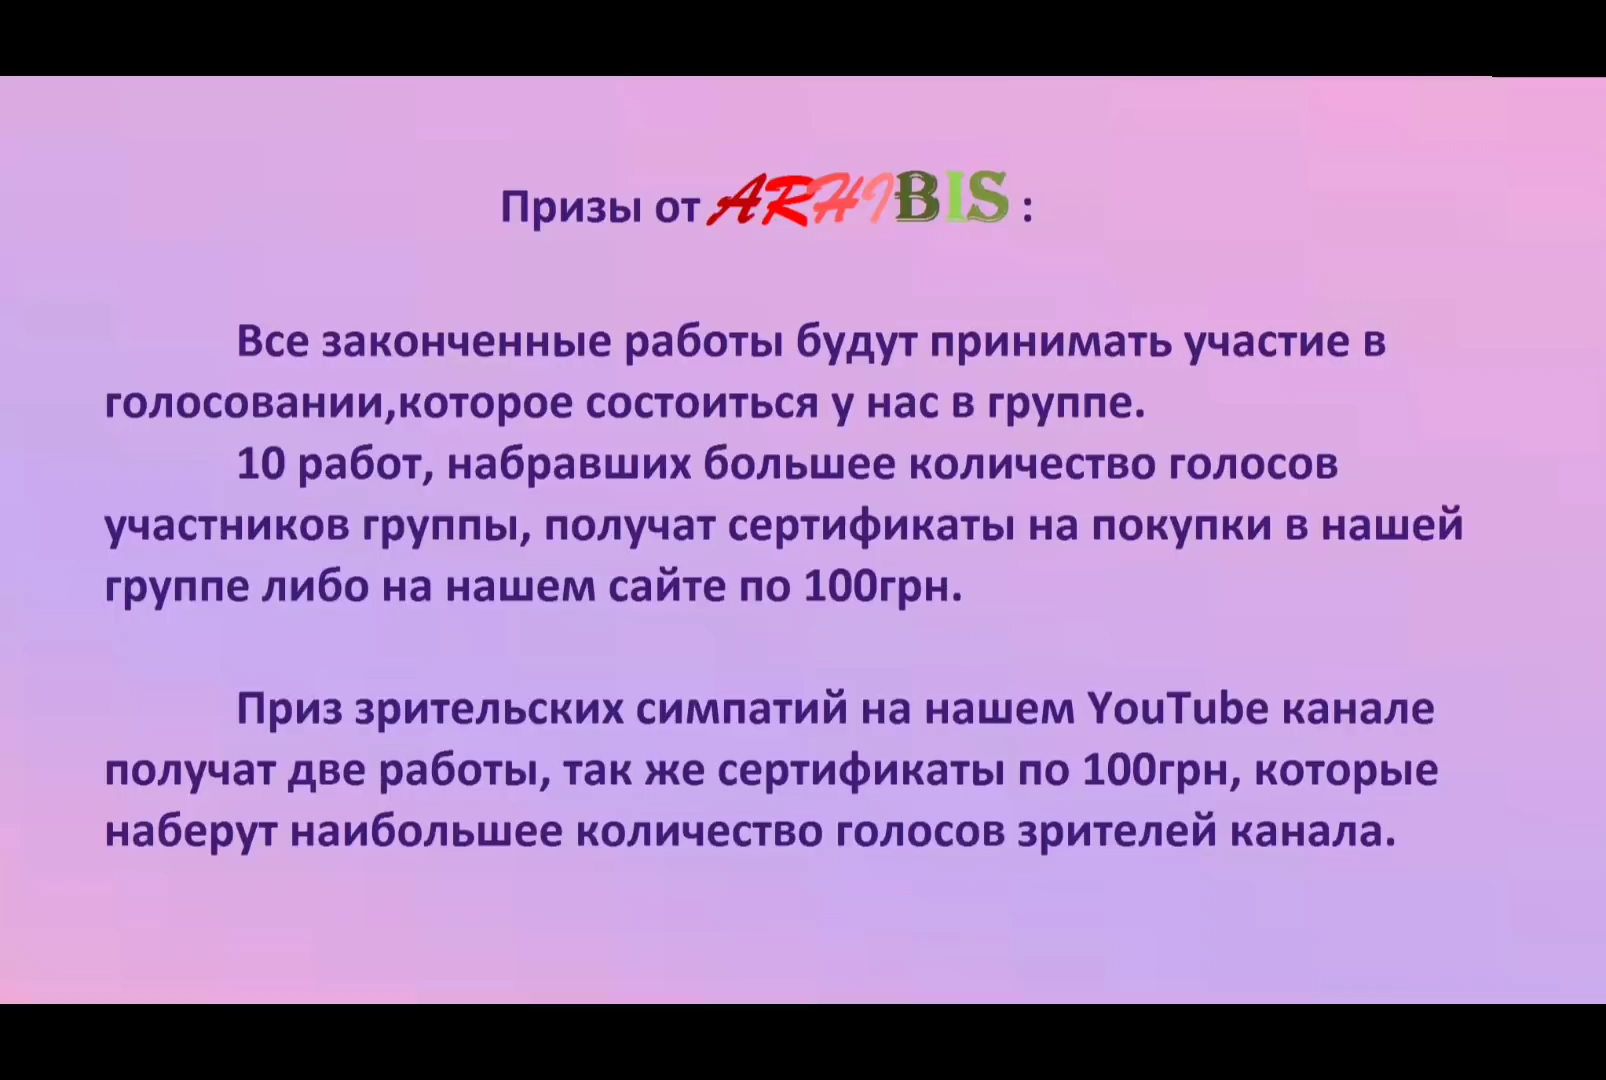 Призы от ARHIBIS :
Все законченные работы будут принимать участие в
голосовании,которое состоиться у нас в группе.
10 работ, набравших большее количество голосов
участников группы, получат сертификаты на покупки в нашей
группе либо на нашем сайте по 100грн.
Приз зрительских симпатий на нашем YouTube канале
получат две работы, так же сертификаты по 100грн, которые
наберут наибольшее количество голосов зрителей канала.